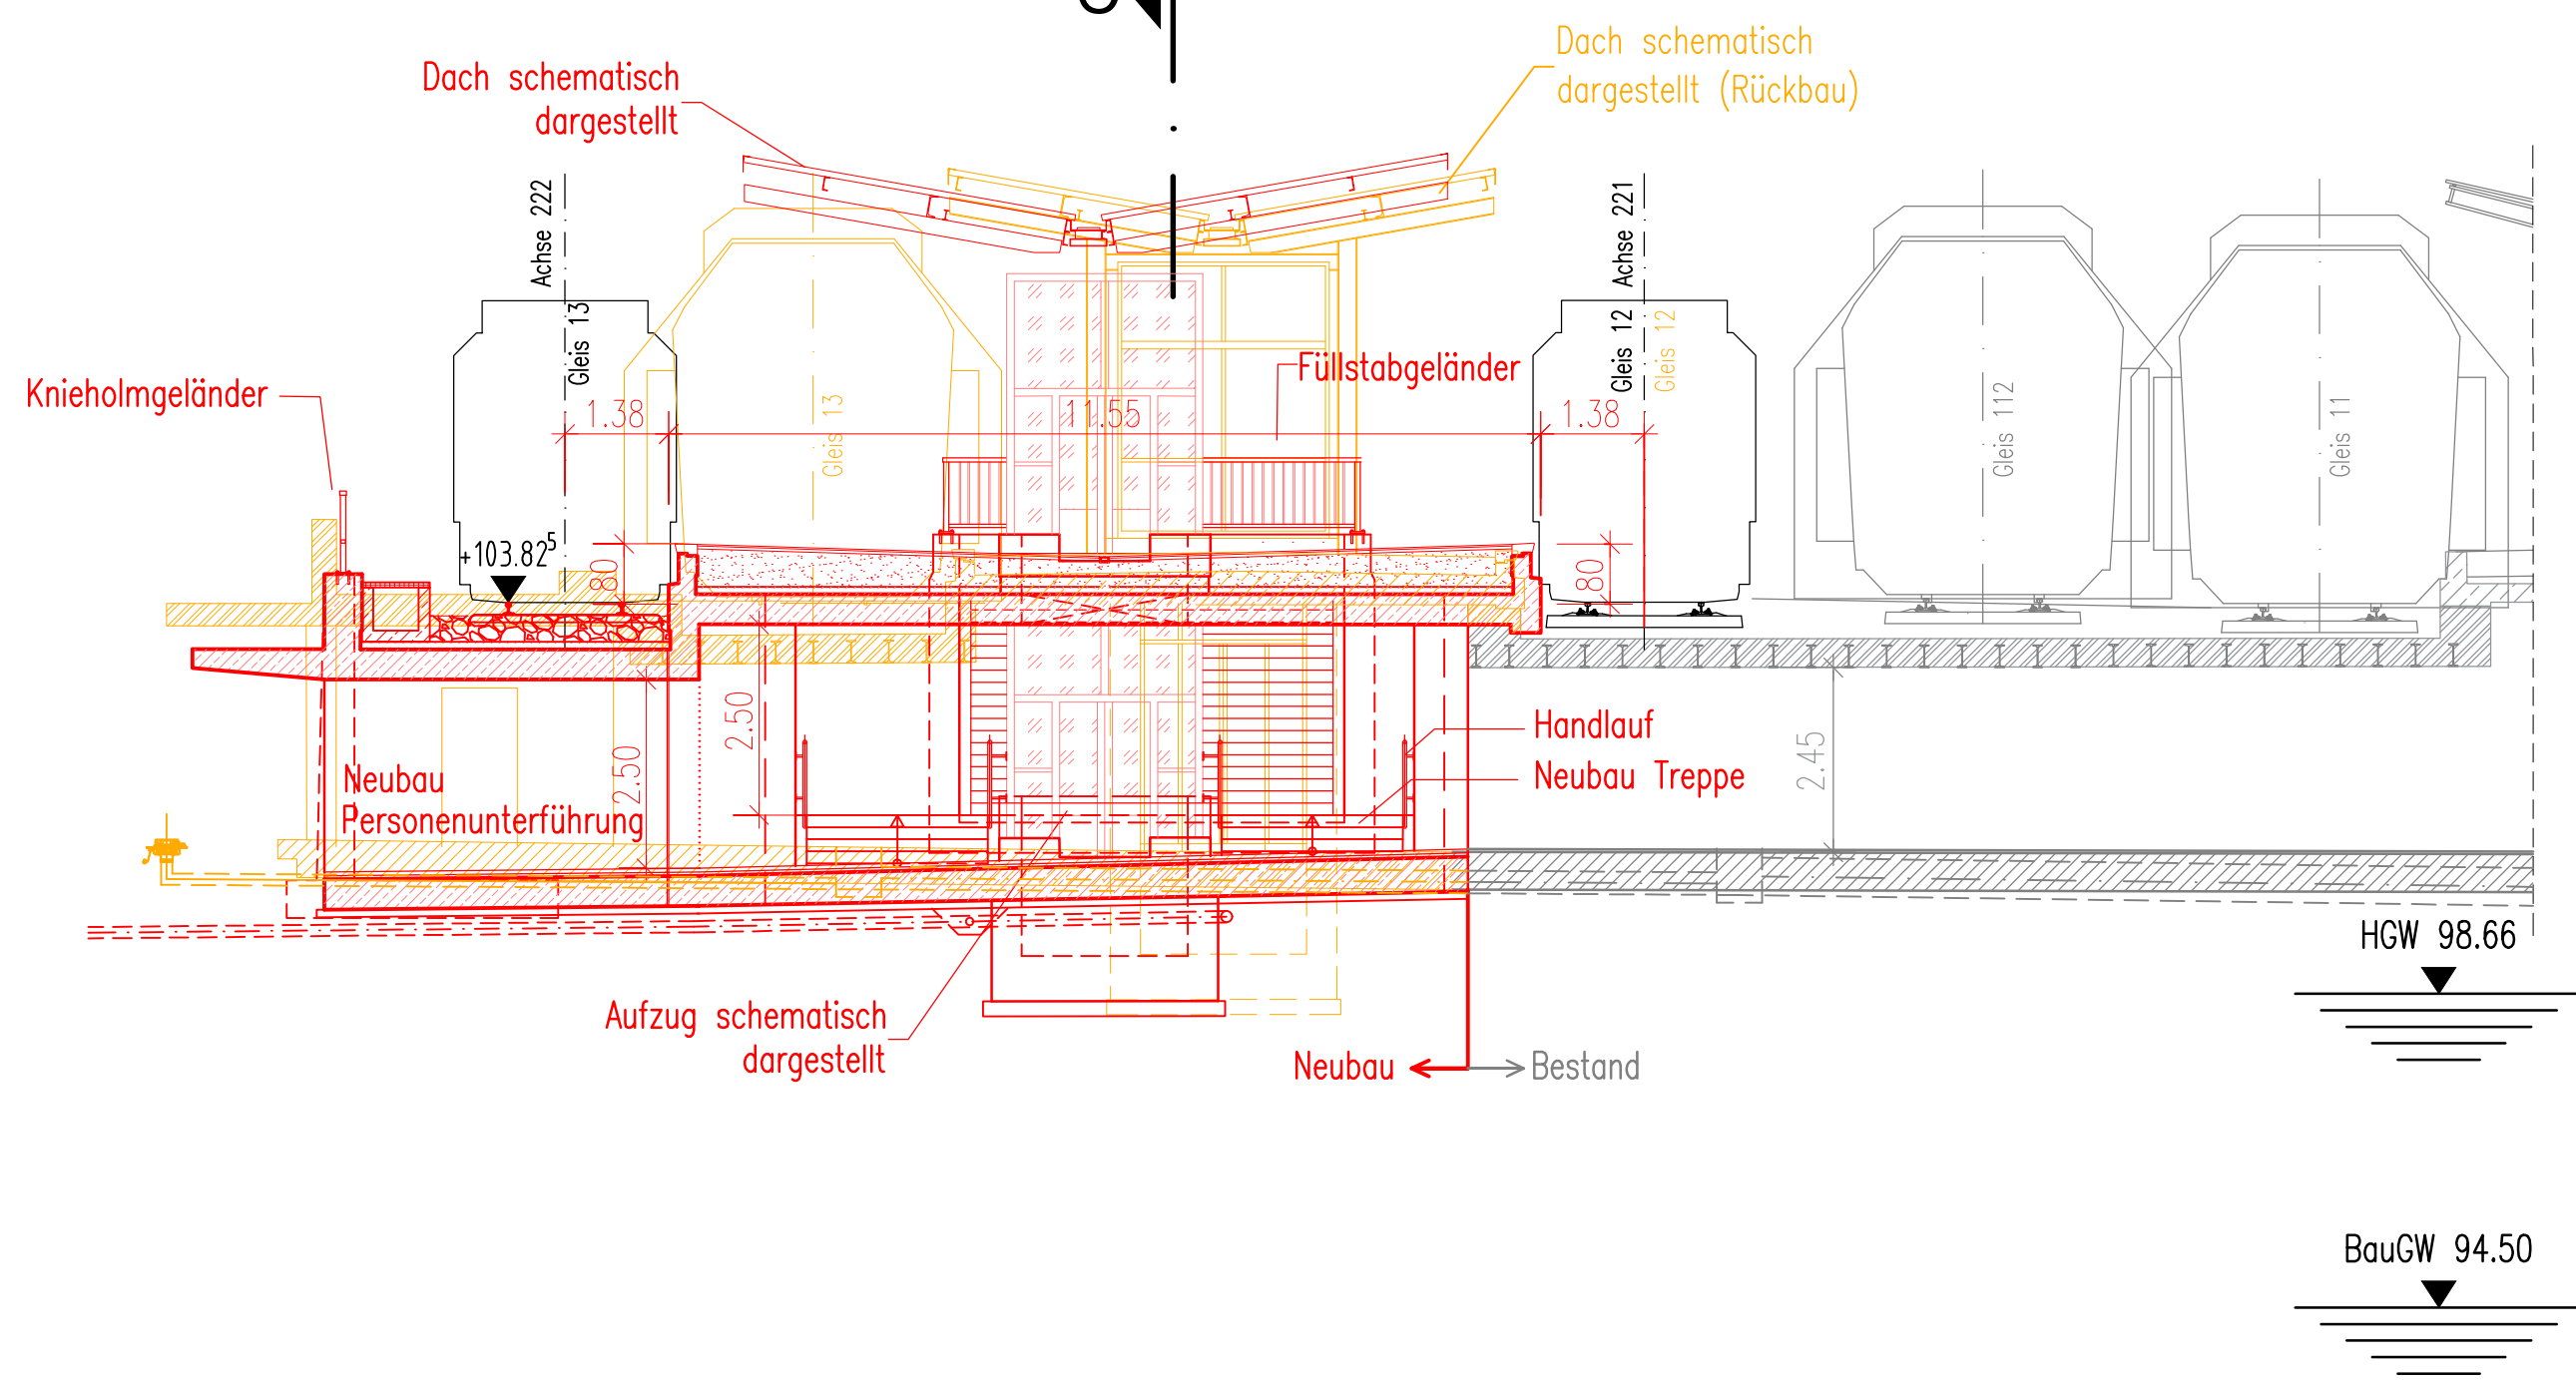 Dach schematisch
dargestellt (Rückbau)
Dach schematisch
dargestellt
Achse 222
Gleis 13
Achse 221
Gleis 12
Gleis 12
Gleis 13
Gleis 112
Gleis 11
Knieholmgeländer
Füllstabgeländer
1.38
11.55
1.38
+103.82⁵
80
80
2.50
2.50
2.45
Handlauf
Neubau Treppe
Neubau
Personenunterführung
HGW 98.66
Aufzug schematisch
dargestellt
Neubau
Bestand
BauGW 94.50